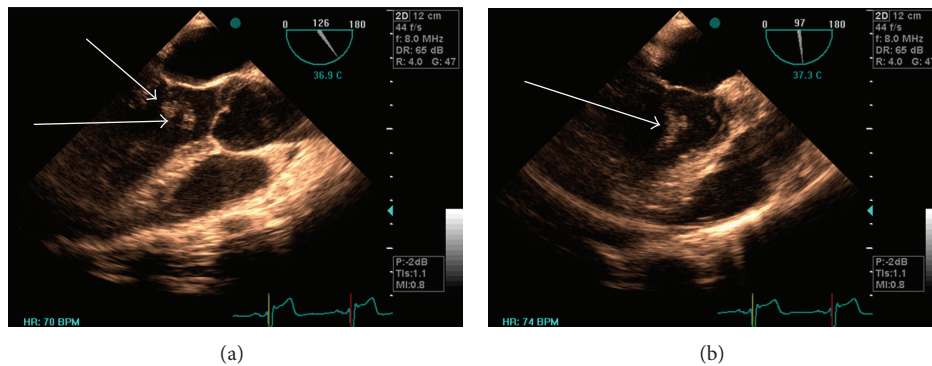 0 126 180
36.9 C
2D 12 cm
44 f/s
f: 8.0 MHz
DR: 65 dB
R: 4.0 G: 47
P:-2dB
TIs:1.1
MI:0.8
HR: 70 BPM
(a)
0 97 180
37.3 C
2D 12 cm
44 f/s
f: 8.0 MHz
DR: 65 dB
R: 4.0 G: 47
P:-2dB
TIs:1.1
MI:0.8
HR: 74 BPM
(b)